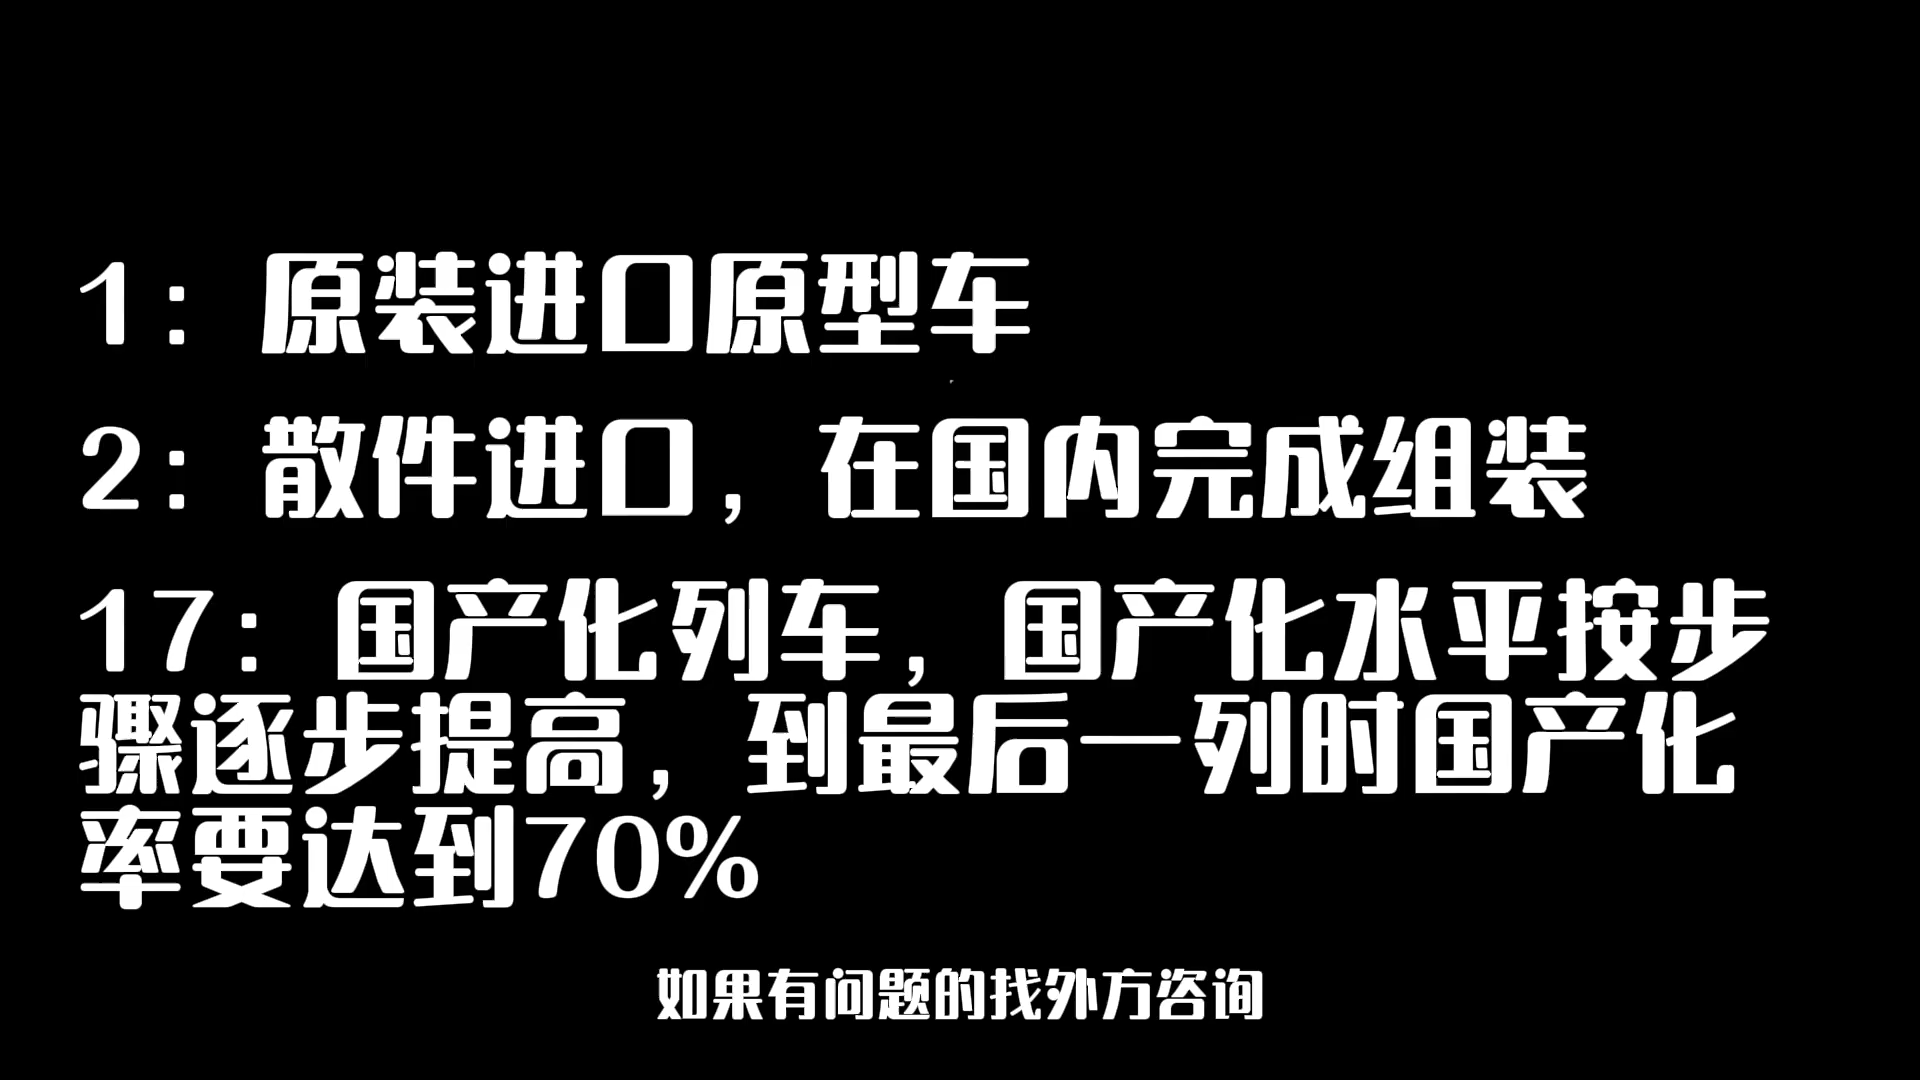 1：原装进口原型车
2：散件进口，在国内完成组装
17：国产化列车，国产化水平按步
骤逐步提高，到最后一列时国产化
率要达到70%
如果有问题的找外方咨询